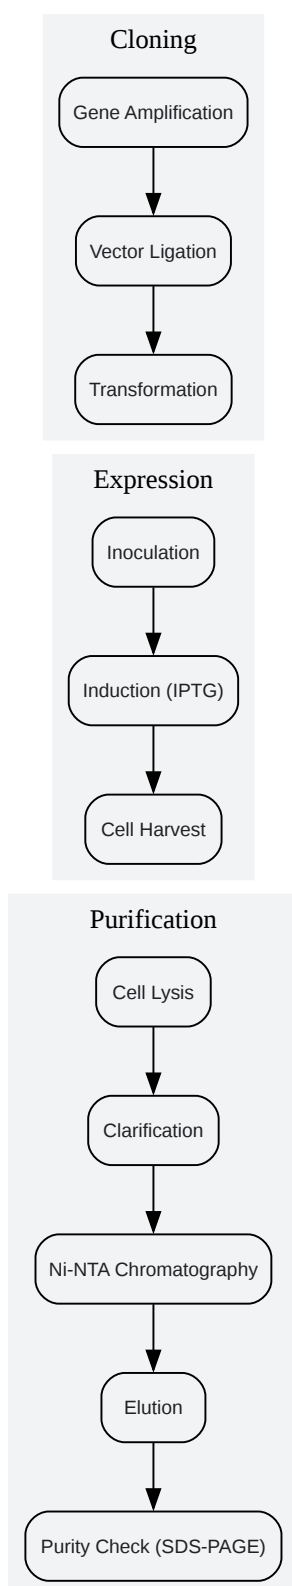 Cloning
Gene Amplification
Vector Ligation
Transformation
Expression
Inoculation
Induction (IPTG)
Cell Harvest
Purification
Cell Lysis
Clarification
Ni-NTA Chromatography
Elution
Purity Check (SDS-PAGE)